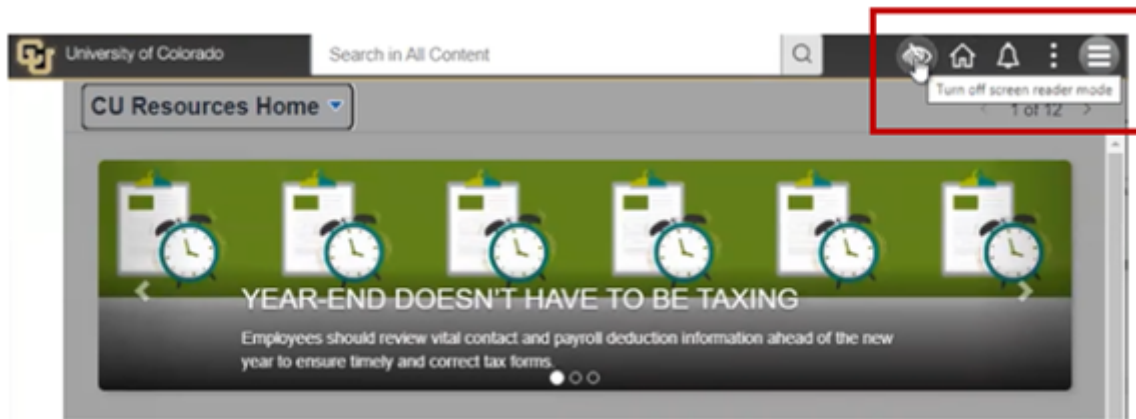 CU University of Colorado
Search in All Content
Turn off screen reader mode
CU Resources Home
1 of 12
YEAR-END DOESN'T HAVE TO BE TAXING
Employees should review vital contact and payroll deduction information ahead of the new
year to ensure timely and correct tax forms.